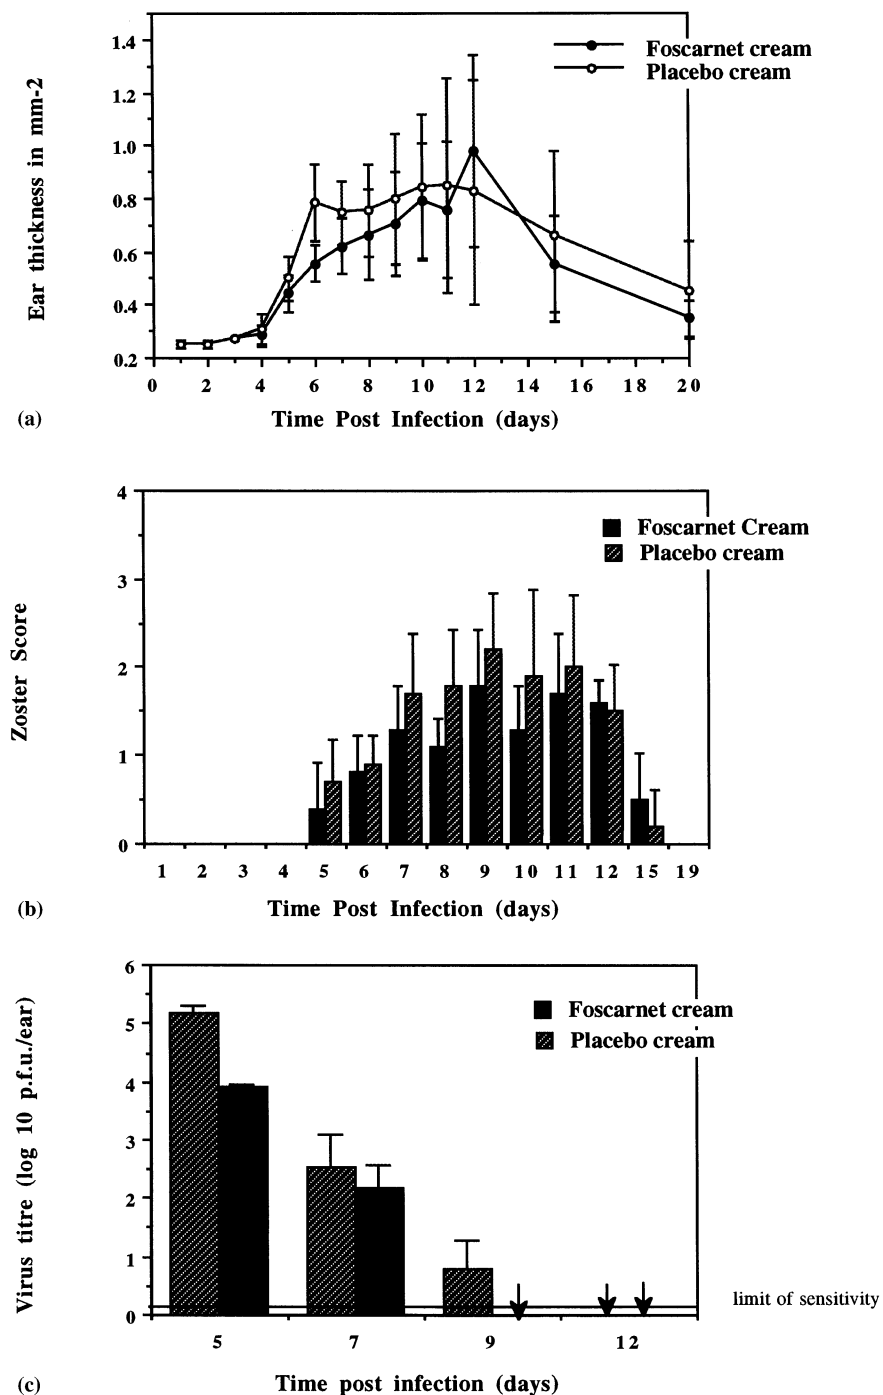 Ear thickness in mm-2
1.4
1.2
1.0
0.8
0.6
0.4
0.2
Foscarnet cream
Placebo cream
0 2 4 6 8 10 12 14 16 18 20
Time Post Infection (days)
(a)
Zoster Score
4
3
2
1
0
Foscarnet Cream
Placebo cream
1 2 3 4 5 6 7 8 9 10 11 12 15 19
Time Post Infection (days)
(b)
Virus titre (log 10 p.f.u./ear)
6
5
4
3
2
1
0
Foscarnet cream
Placebo cream
limit of sensitivity
5 7 9 12
Time post infection (days)
(c)